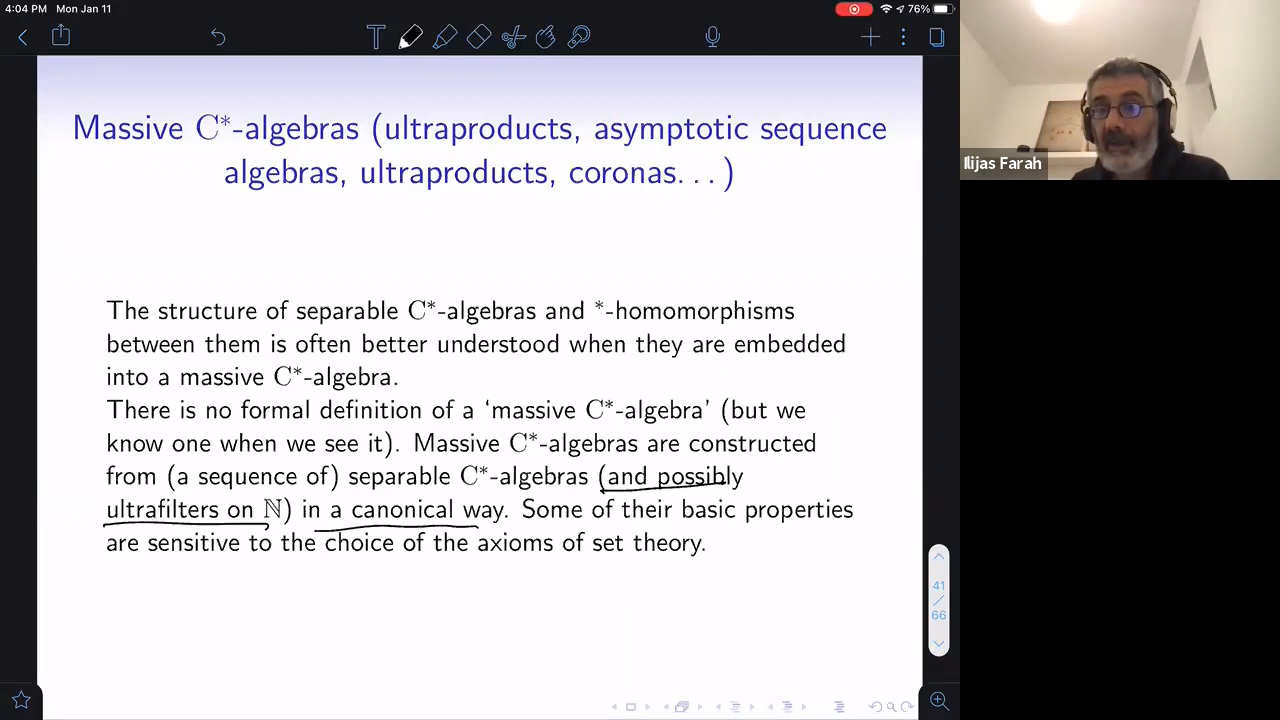 4:04 PM Mon Jan 11
76%
Massive C*-algebras (ultraproducts, asymptotic sequence
algebras, ultraproducts, coronas. . . )
The structure of separable C*-algebras and *-homomorphisms
between them is often better understood when they are embedded
into a massive C*-algebra.
There is no formal definition of a ‘massive C*-algebra’ (but we
know one when we see it). Massive C*-algebras are constructed
from (a sequence of) separable C*-algebras (and possibly
ultrafilters on ℕ) in a canonical way. Some of their basic properties
are sensitive to the choice of the axioms of set theory.
41
/
66
Ilijas Farah